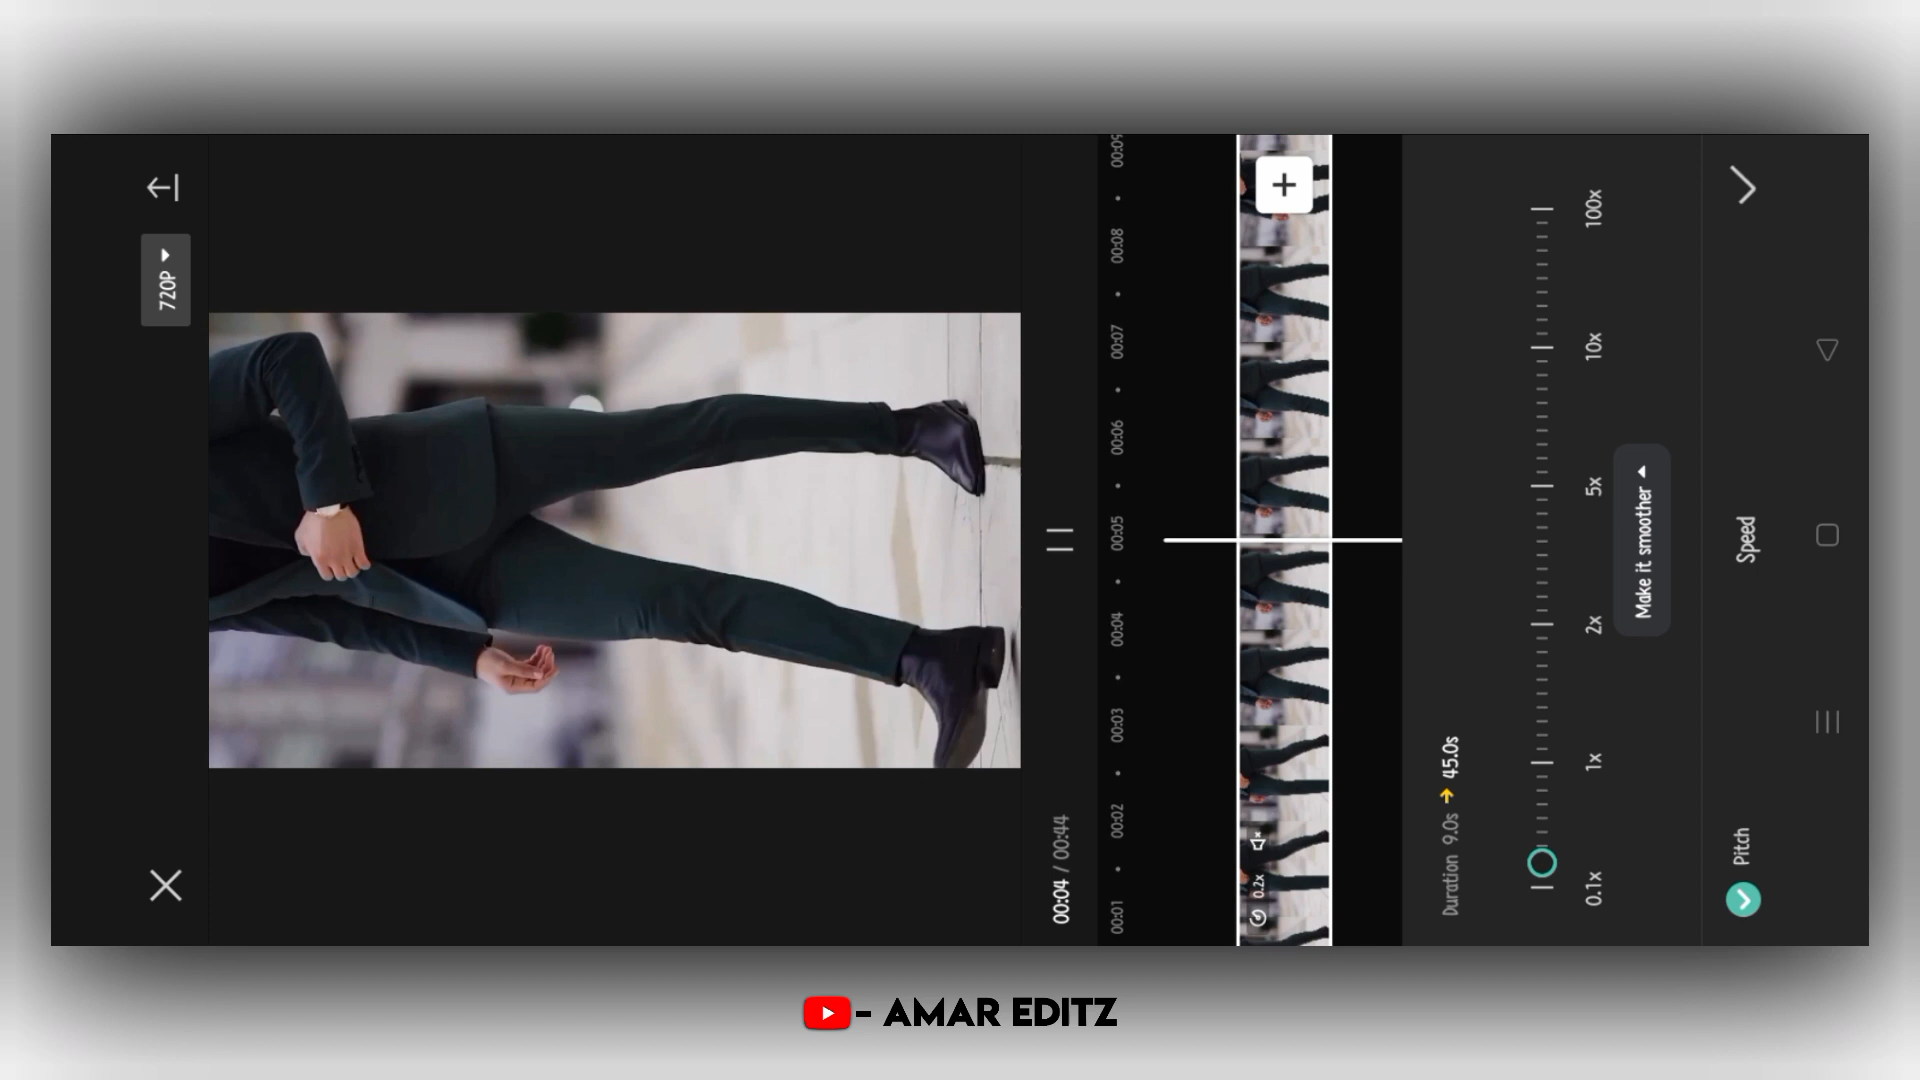 720P
00:04 / 00:44
00:01 00:02 00:03 00:04 00:05 00:06 00:07 00:08 00:09
0.2x
Duration 9.0s → 45.0s
0.1x 1x 2x 5x 10x 100x
Make it smoother
Pitch
Speed
- AMAR EDITZ